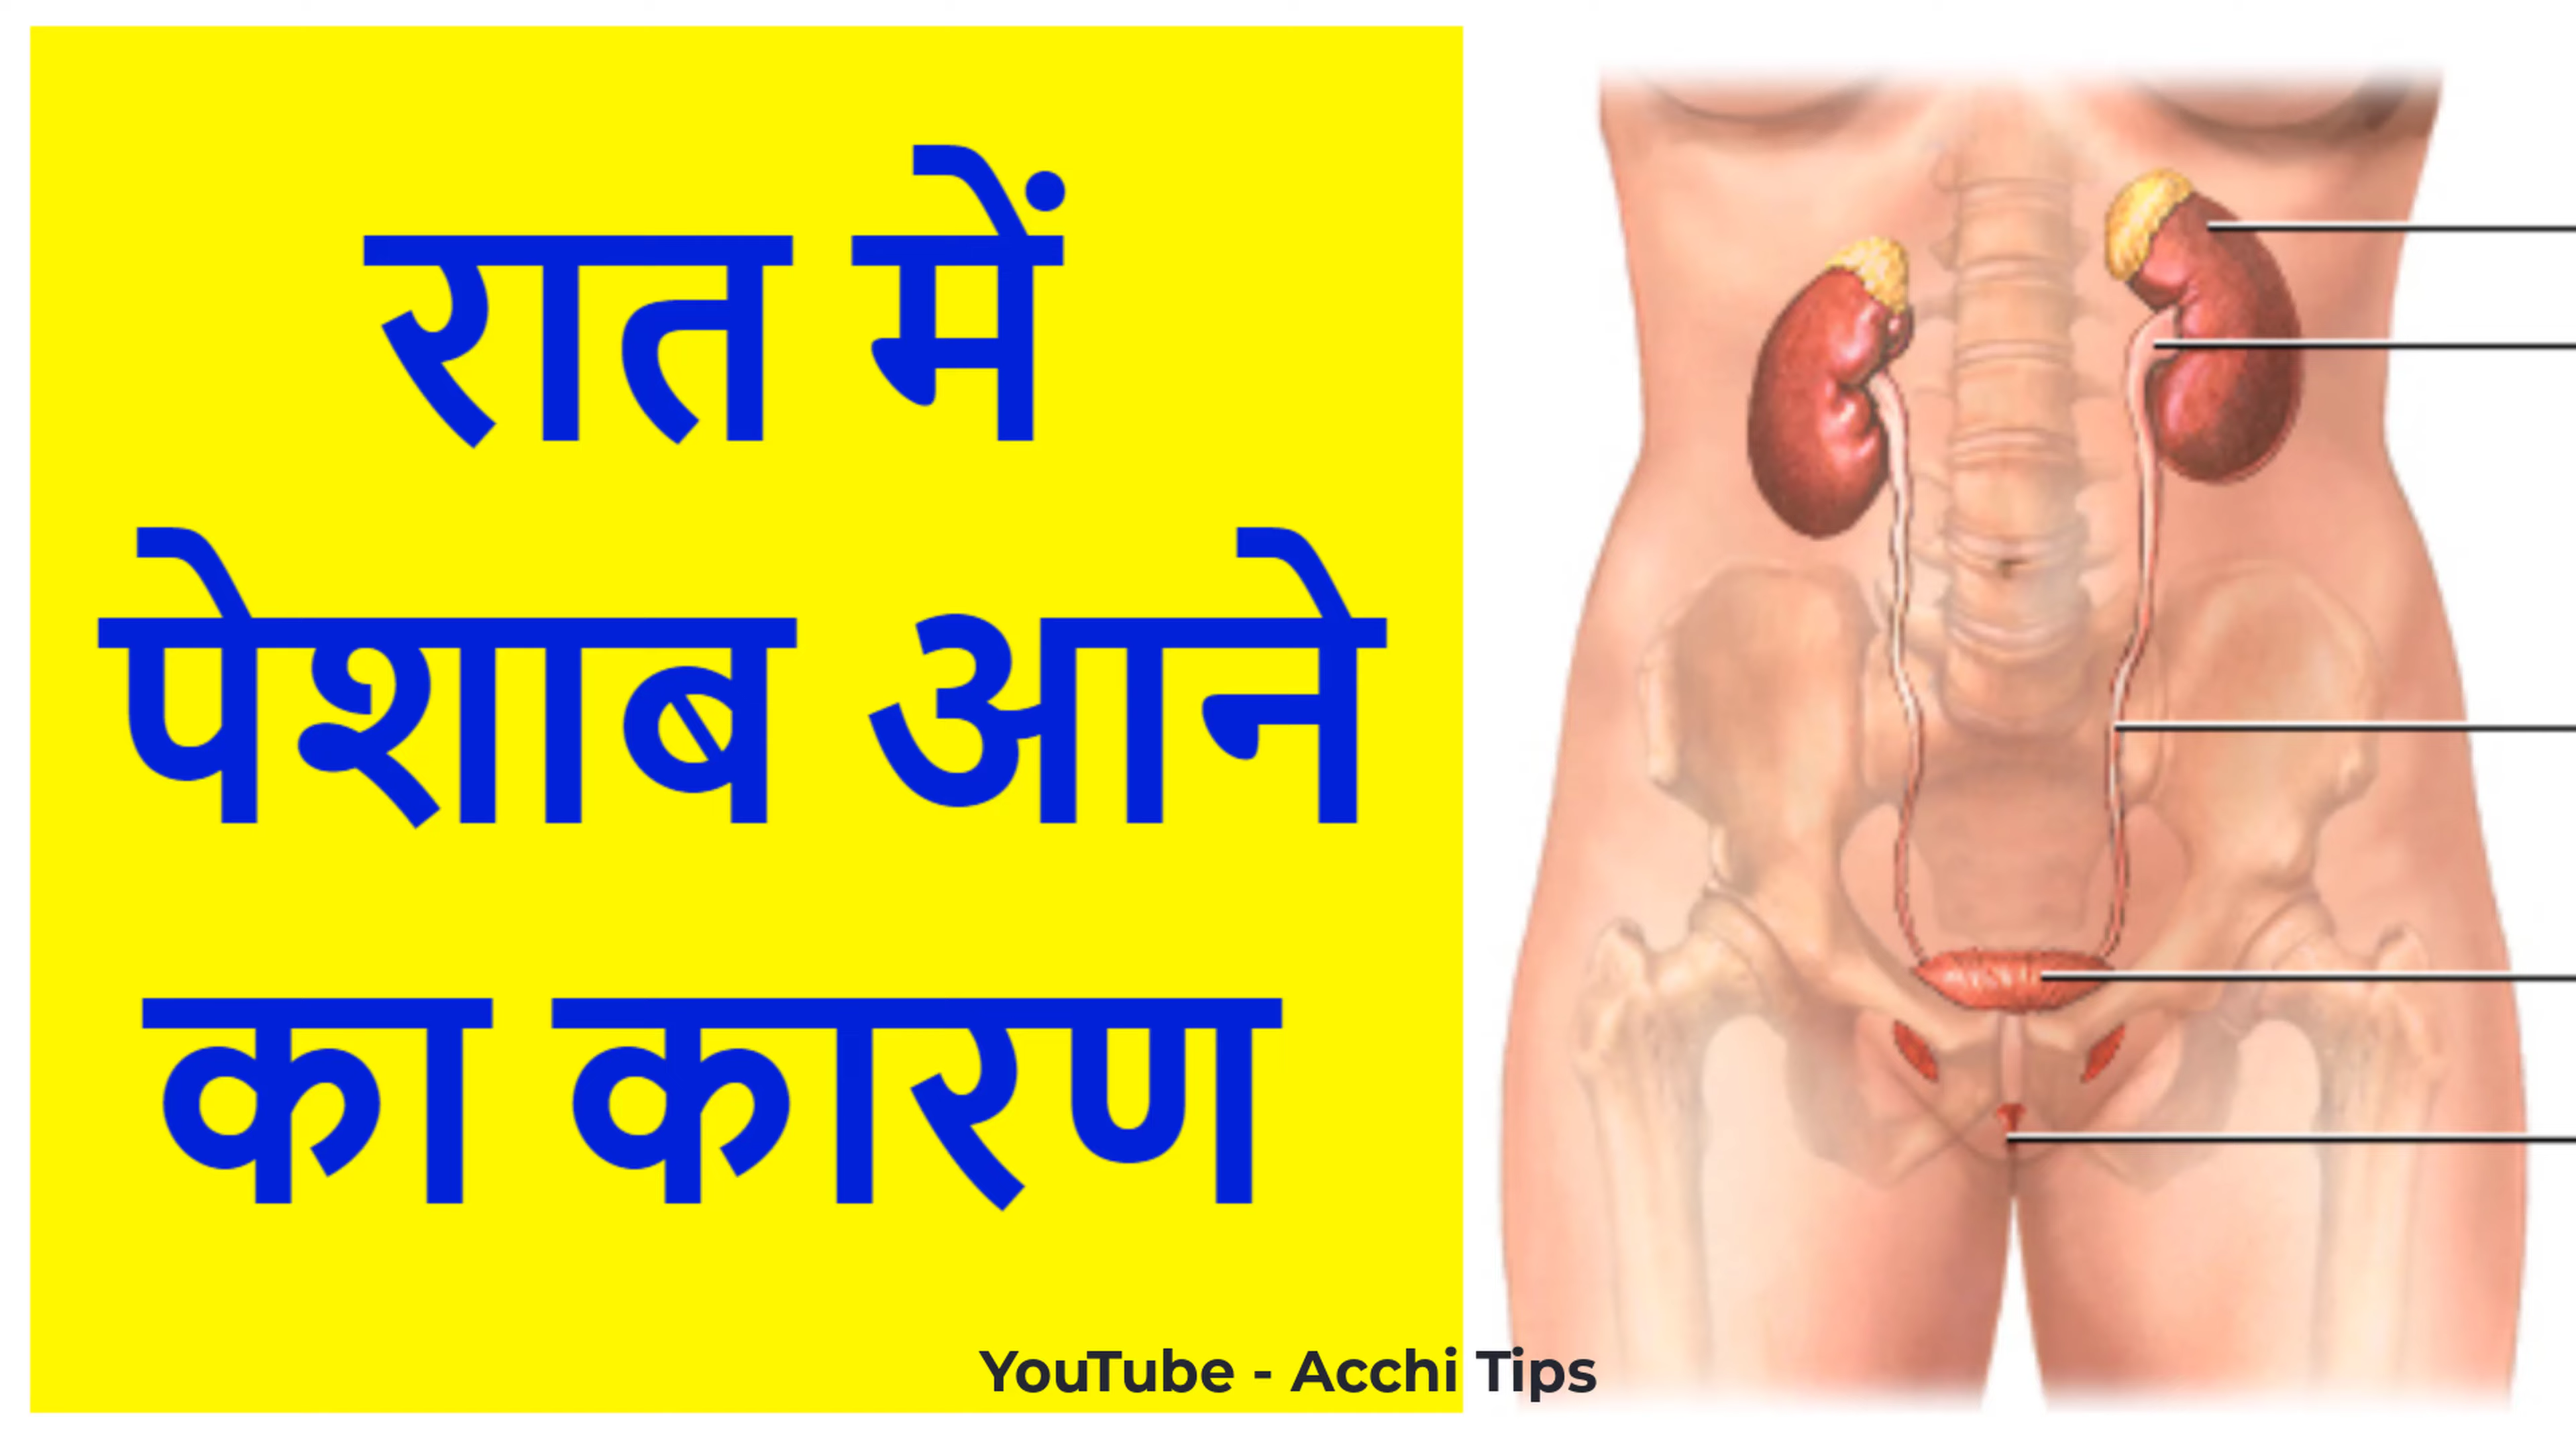 रात में
पेशाब आने
का कारण
YouTube - Acchi Tips